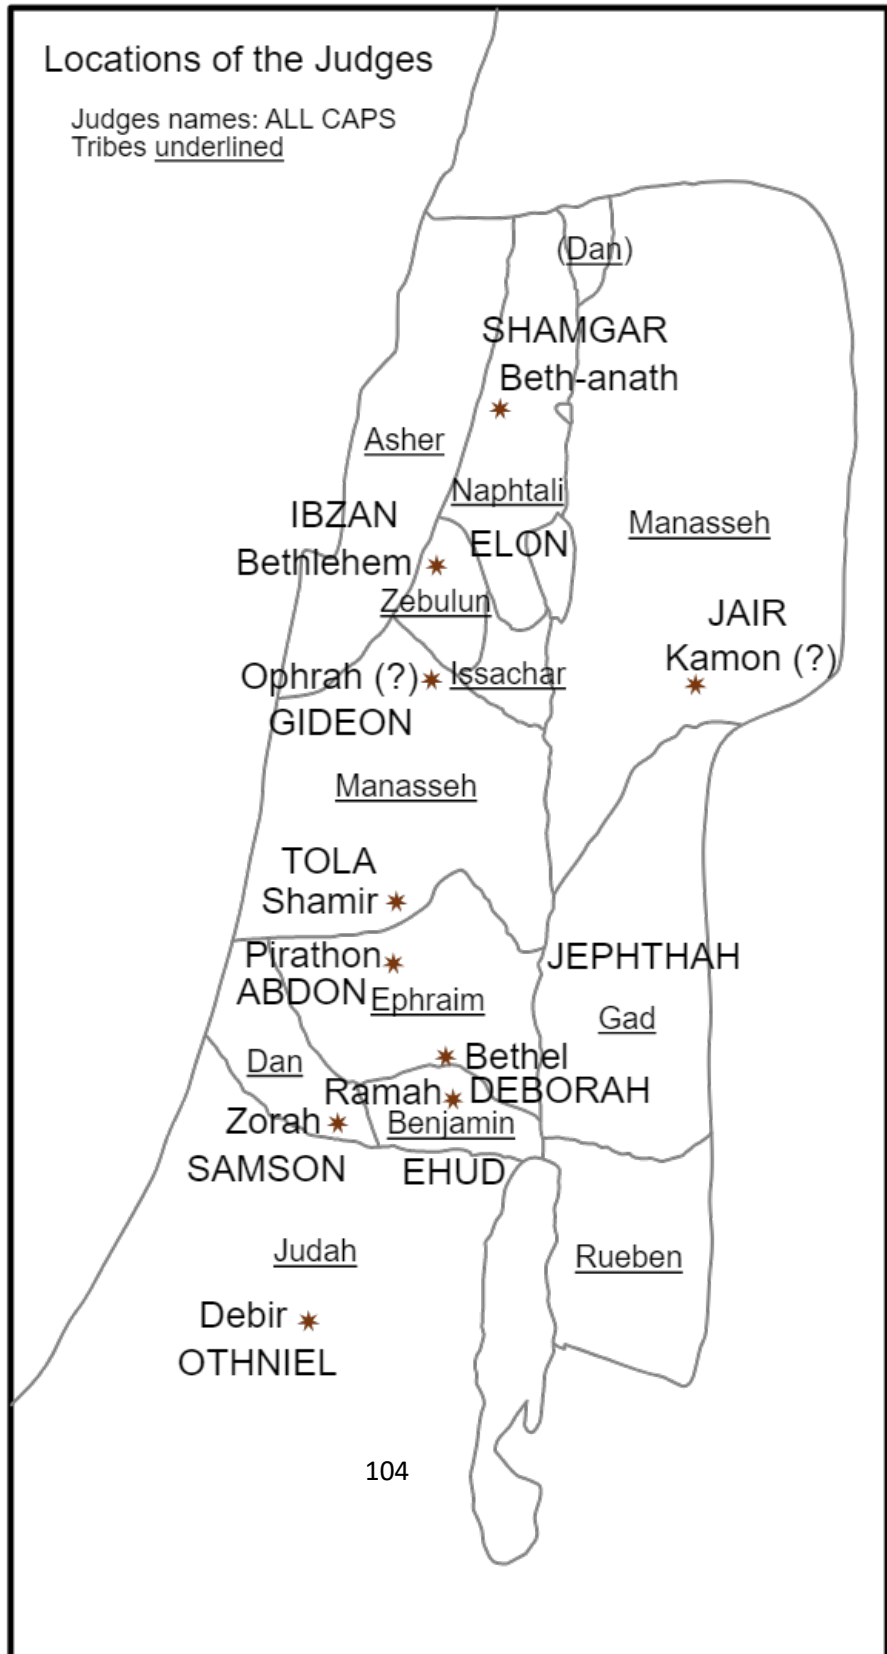 Locations of the Judges
Judges names: ALL CAPS
Tribes underlined
(Dan)
SHAMGAR
Beth-anath
Asher
Naphtali
Manasseh
IBZAN
Bethlehem
ELON
Zebulun
JAIR
Kamon (?)
Ophrah (?)
Issachar
GIDEON
Manasseh
TOLA
Shamir
Pirathon
ABDON
Ephraim
JEPHTHAH
Gad
Dan
Bethel
Ramah
DEBORAH
Zorah
Benjamin
SAMSON
EHUD
Judah
Rueben
Debir
OTHNIEL
104